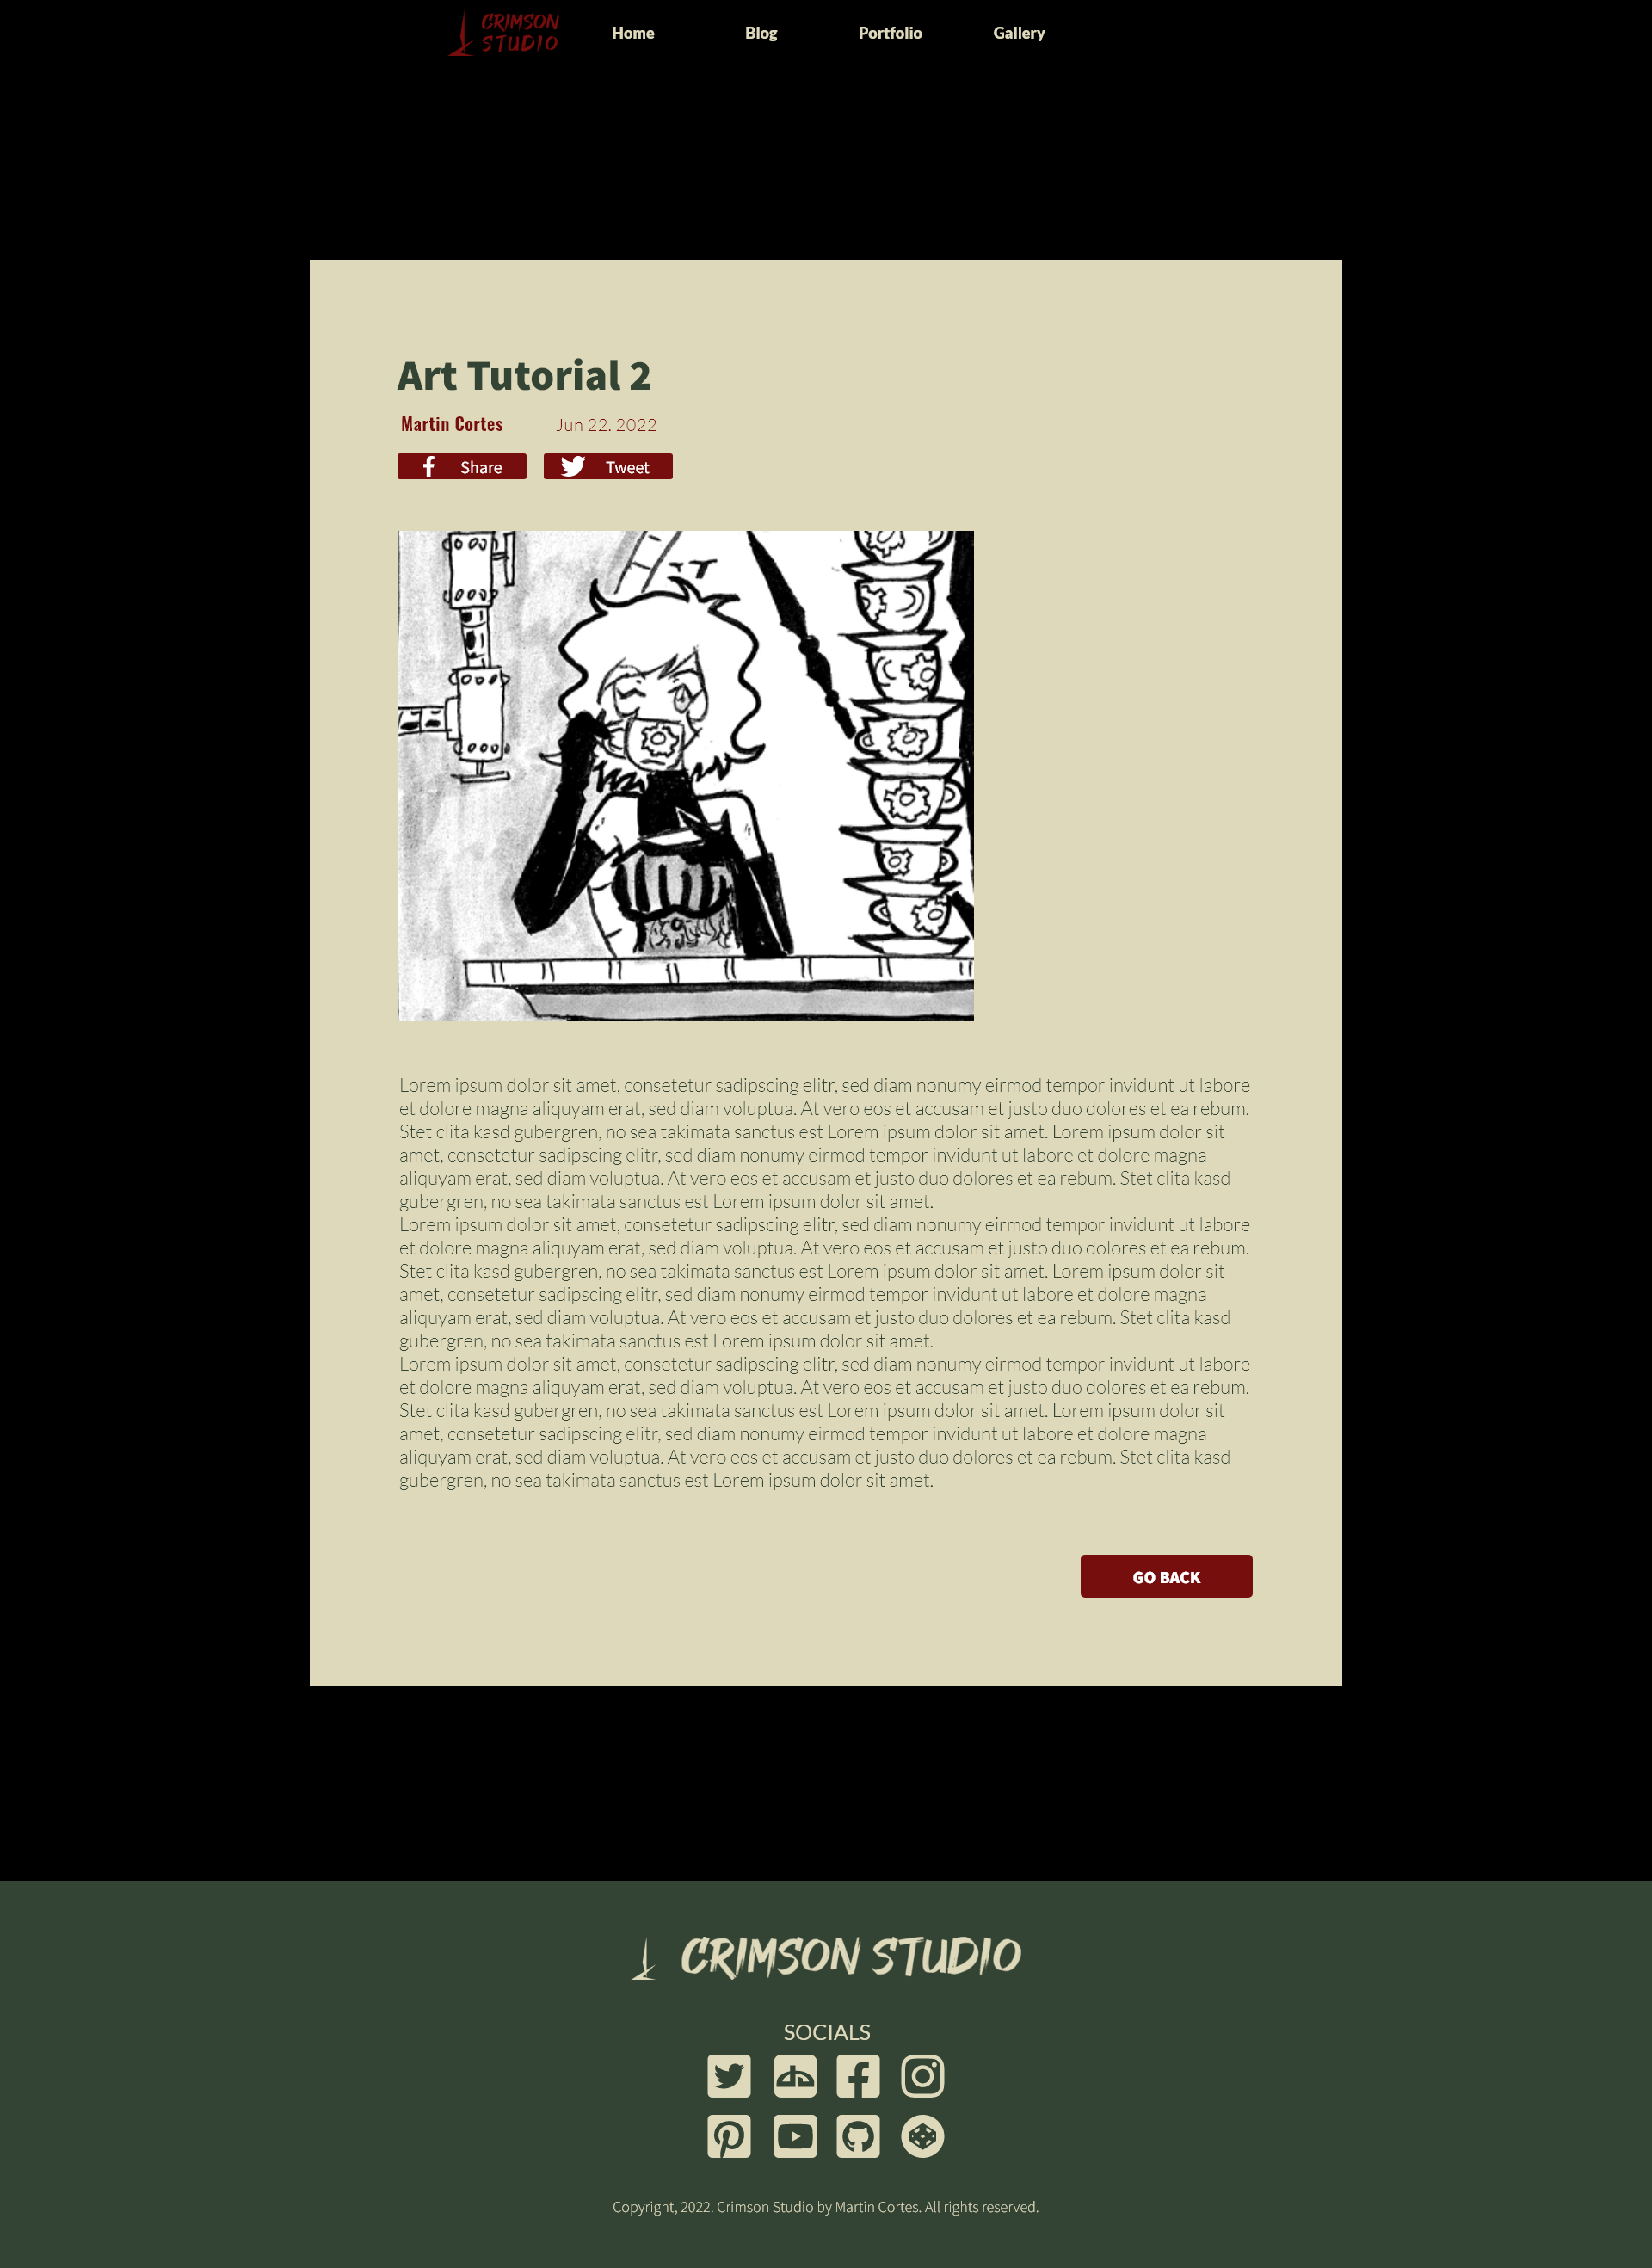 CRIMSON
STUDIO
Home
Blog
Portfolio
Gallery
Art Tutorial 2
Martin Cortes
Jun 22. 2022
Share
Tweet
Lorem ipsum dolor sit amet, consetetur sadipscing elitr, sed diam nonumy eirmod tempor invidunt ut labore
et dolore magna aliquyam erat, sed diam voluptua. At vero eos et accusam et justo duo dolores et ea rebum.
Stet clita kasd gubergren, no sea takimata sanctus est Lorem ipsum dolor sit amet. Lorem ipsum dolor sit
amet, consetetur sadipscing elitr, sed diam nonumy eirmod tempor invidunt ut labore et dolore magna
aliquyam erat, sed diam voluptua. At vero eos et accusam et justo duo dolores et ea rebum. Stet clita kasd
gubergren, no sea takimata sanctus est Lorem ipsum dolor sit amet.
Lorem ipsum dolor sit amet, consetetur sadipscing elitr, sed diam nonumy eirmod tempor invidunt ut labore
et dolore magna aliquyam erat, sed diam voluptua. At vero eos et accusam et justo duo dolores et ea rebum.
Stet clita kasd gubergren, no sea takimata sanctus est Lorem ipsum dolor sit amet. Lorem ipsum dolor sit
amet, consetetur sadipscing elitr, sed diam nonumy eirmod tempor invidunt ut labore et dolore magna
aliquyam erat, sed diam voluptua. At vero eos et accusam et justo duo dolores et ea rebum. Stet clita kasd
gubergren, no sea takimata sanctus est Lorem ipsum dolor sit amet.
Lorem ipsum dolor sit amet, consetetur sadipscing elitr, sed diam nonumy eirmod tempor invidunt ut labore
et dolore magna aliquyam erat, sed diam voluptua. At vero eos et accusam et justo duo dolores et ea rebum.
Stet clita kasd gubergren, no sea takimata sanctus est Lorem ipsum dolor sit amet. Lorem ipsum dolor sit
amet, consetetur sadipscing elitr, sed diam nonumy eirmod tempor invidunt ut labore et dolore magna
aliquyam erat, sed diam voluptua. At vero eos et accusam et justo duo dolores et ea rebum. Stet clita kasd
gubergren, no sea takimata sanctus est Lorem ipsum dolor sit amet.
GO BACK
CRIMSON STUDIO
SOCIALS
Copyright, 2022. Crimson Studio by Martin Cortes. All rights reserved.